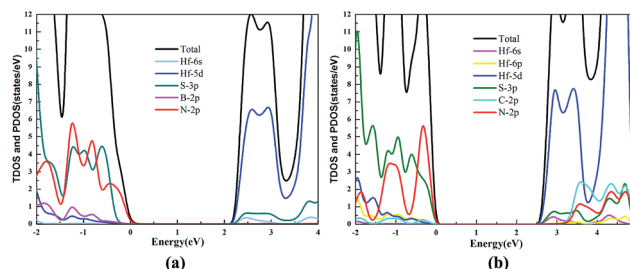 (a)
TDOS and PDOS(states/eV)
12
11
10
9
8
7
6
5
4
3
2
1
0
Total
Hf-6s
Hf-5d
S-3p
B-2p
N-2p
-2 -1 0 1 2 3 4
Energy(eV)
(a)
(b)
TDOS and PDOS(states/eV)
12
11
10
9
8
7
6
5
4
3
2
1
0
Total
Hf-6s
Hf-6p
Hf-5d
S-3p
C-2p
N-2p
-2 -1 0 1 2 3 4
Energy(eV)
(b)